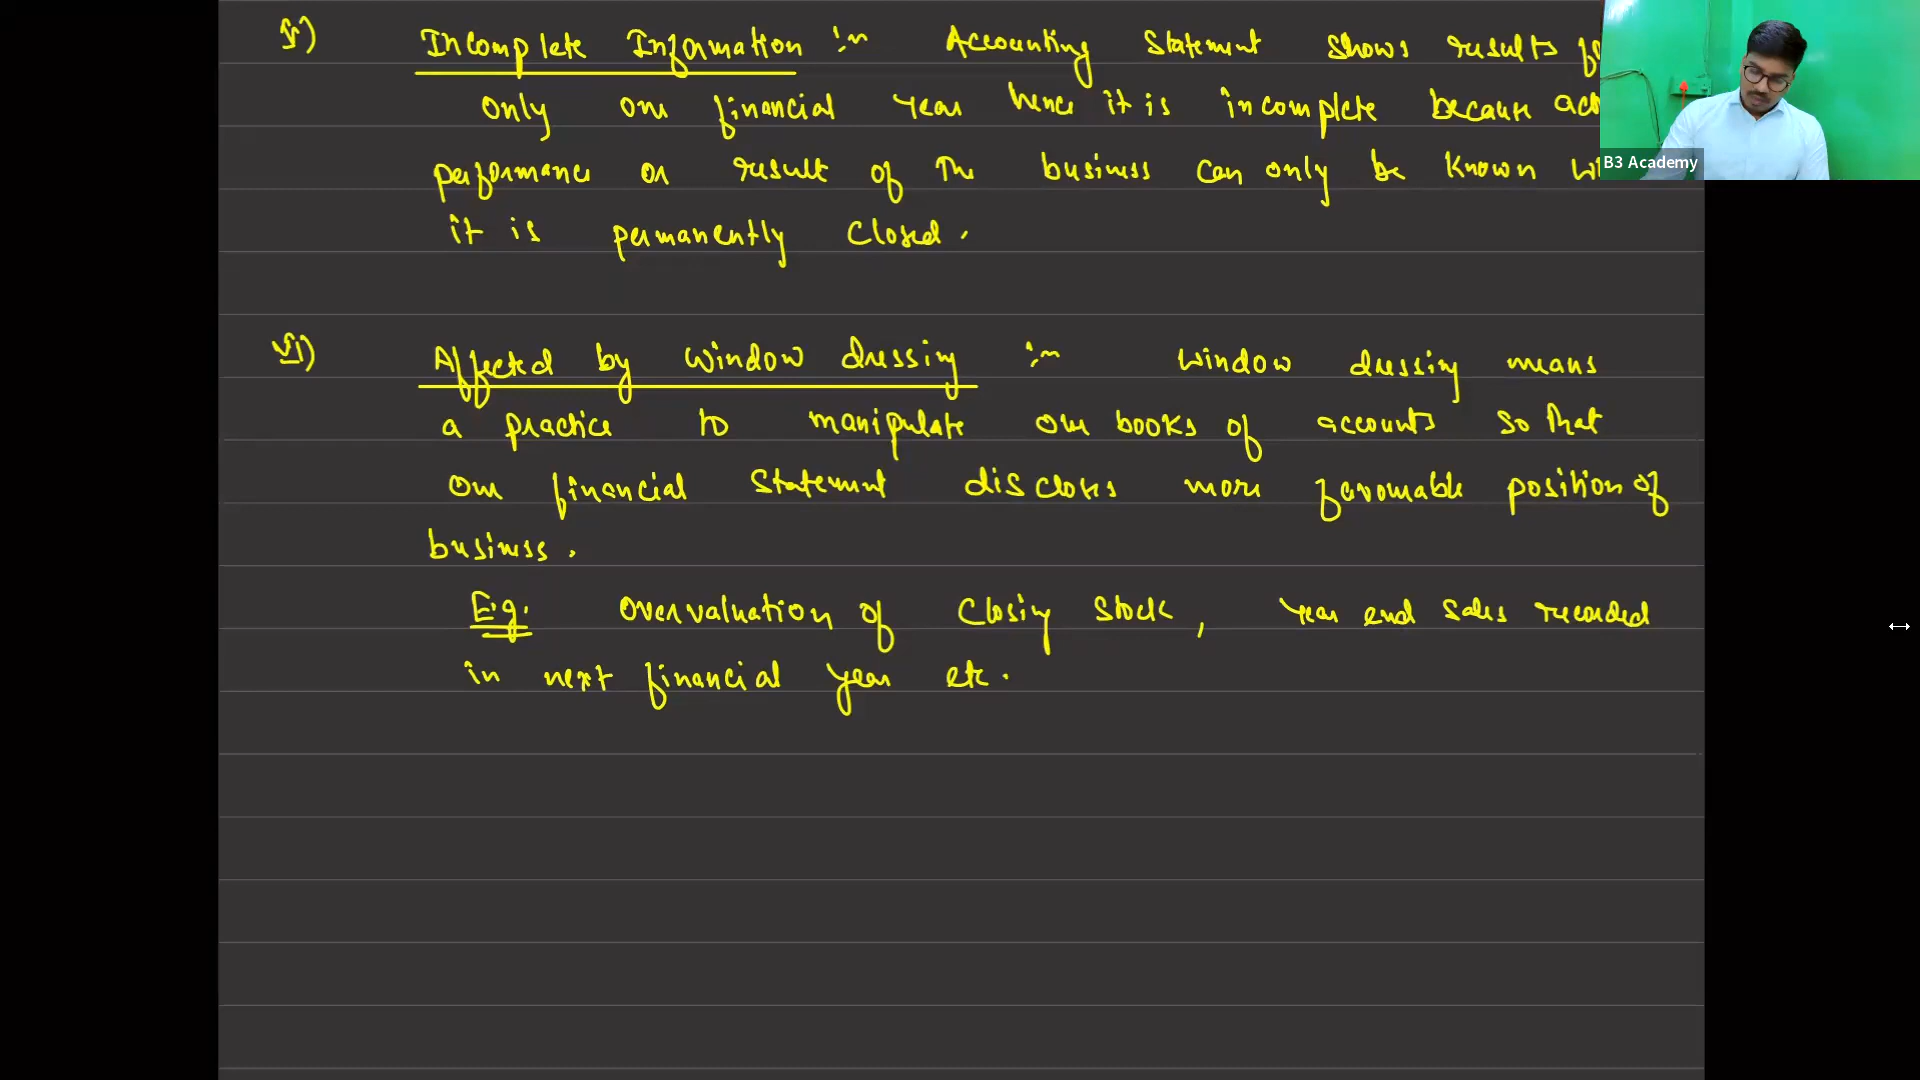 v) Incomplete Information :- Accounting Statement shows results
only one financial year hence it is incomplete because
performance or result of the business can only be known
it is permanently closed.
B3 Academy
vi) Affected by window dressing :- window dressing means
a practice to manipulate our books of accounts so that
our financial statement discloses more favourable position of
business.
E.g. overvaluation of closing stock, year end sales recorded
in next financial year etc.